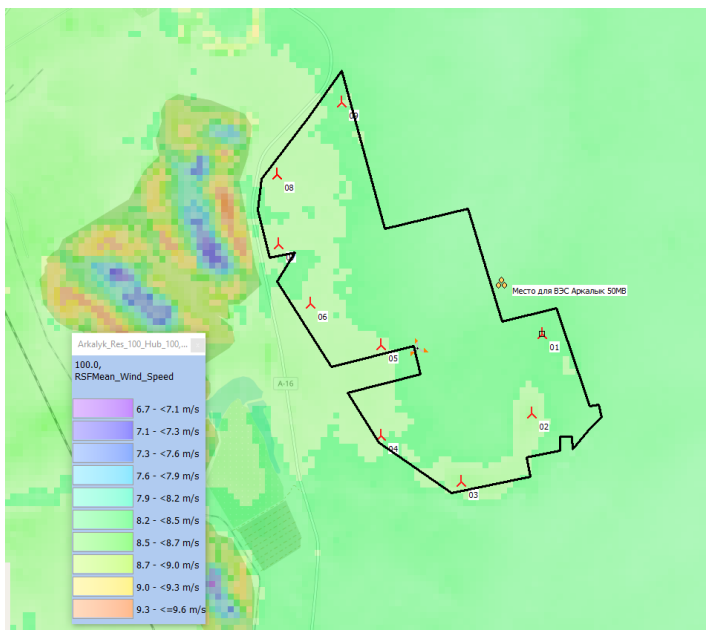 09
08
Место для ВЭС Аркалык 50МВ
06
01
Arkalyk_Res_100_Hub_100,...
05
100.0,
RSFMean_Wind_Speed
A-16
6.7 - <7.1 m/s
7.1 - <7.3 m/s
02
7.3 - <7.6 m/s
04
7.6 - <7.9 m/s
7.9 - <8.2 m/s
03
8.2 - <8.5 m/s
8.5 - <8.7 m/s
8.7 - <9.0 m/s
9.0 - <9.3 m/s
9.3 - <=9.6 m/s